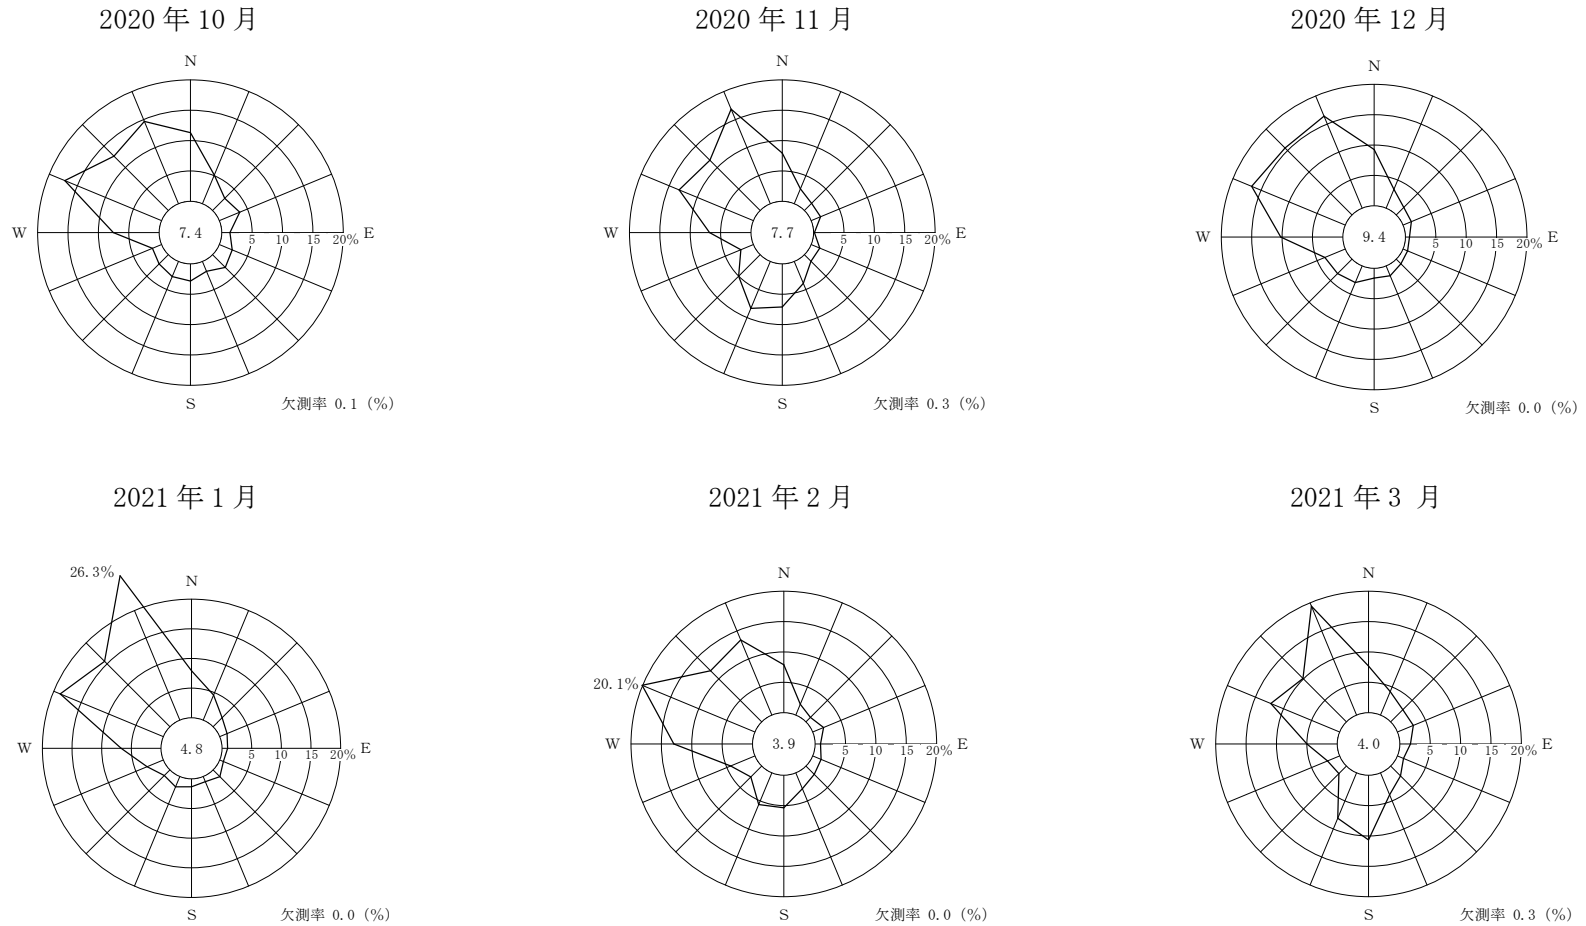 2020 年 10 月
N
W
7.4
5
10
15
20%
E
S
欠測率 0.1 (%)
2020 年 11 月
N
W
7.7
5
10
15
20%
E
S
欠測率 0.3 (%)
2020 年 12 月
N
W
9.4
5
10
15
20%
E
S
欠測率 0.0 (%)
2021 年 1 月
26.3%
N
W
4.8
5
10
15
20%
E
S
欠測率 0.0 (%)
2021 年 2 月
N
20.1%
W
3.9
5
10
15
20%
E
S
欠測率 0.0 (%)
2021 年 3 月
N
W
4.0
5
10
15
20%
E
S
欠測率 0.3 (%)